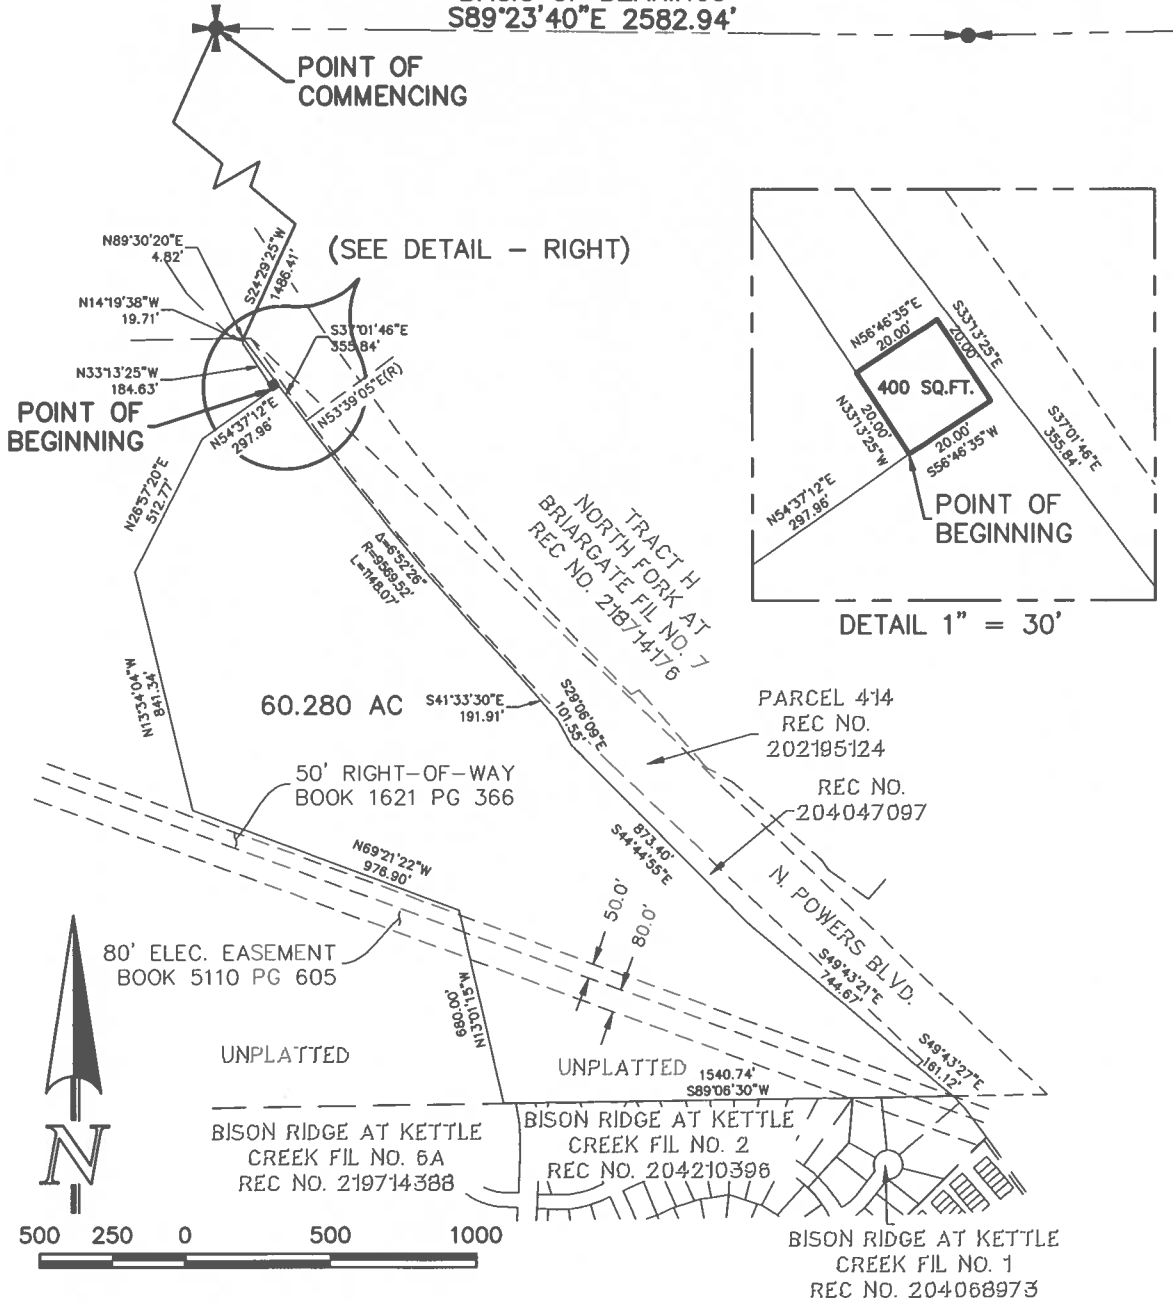 S89°23'40"E 2582.94'
POINT OF
COMMENCING
(SEE DETAIL - RIGHT)
N89°30'20"E
4.82'
S24°29'25"W
1486.41'
N14°19'38"W
19.71'
S37°01'46"E
355.84'
N33°13'25"W
184.63'
N53°39'05"E(R)
POINT OF
BEGINNING
N54°37'12"E
297.96'
N26°57'20"E
512.77'
N56°46'35"E
20.00'
S33°13'25"E
20.00'
400 SQ.FT.
20.00'
N33°13'25"W
20.00'
S56°46'35"W
S37°01'46"E
355.84'
N54°37'12"E
297.96'
POINT OF
BEGINNING
DETAIL 1" = 30'
Δ=6°52'26"
R=9569.52'
L=1148.07'
TRACT H
NORTH FORK AT
BRIARGATE FIL NO. 7
REC NO. 218714176
N13°34'04"W
841.34'
60.280 AC
S41°33'30"E
191.91'
S29°06'09"E
101.55'
PARCEL 414
REC NO.
202195124
REC NO.
204047097
50' RIGHT-OF-WAY
BOOK 1621 PG 366
N69°21'22"W
976.90'
873.40'
S44°44'55"E
50.0'
80.0'
N. POWERS BLVD.
80' ELEC. EASEMENT
BOOK 5110 PG 605
S49°43'21"E
744.67'
N13°01'15"W
680.00'
S49°43'27"E
161.12'
UNPLATTED
UNPLATTED
1540.74'
S89°06'30"W
BISON RIDGE AT KETTLE
CREEK FIL NO. 6A
REC NO. 219714388
BISON RIDGE AT KETTLE
CREEK FIL NO. 2
REC NO. 204210396
N
500 250 0 500 1000
BISON RIDGE AT KETTLE
CREEK FIL NO. 1
REC NO. 204068973